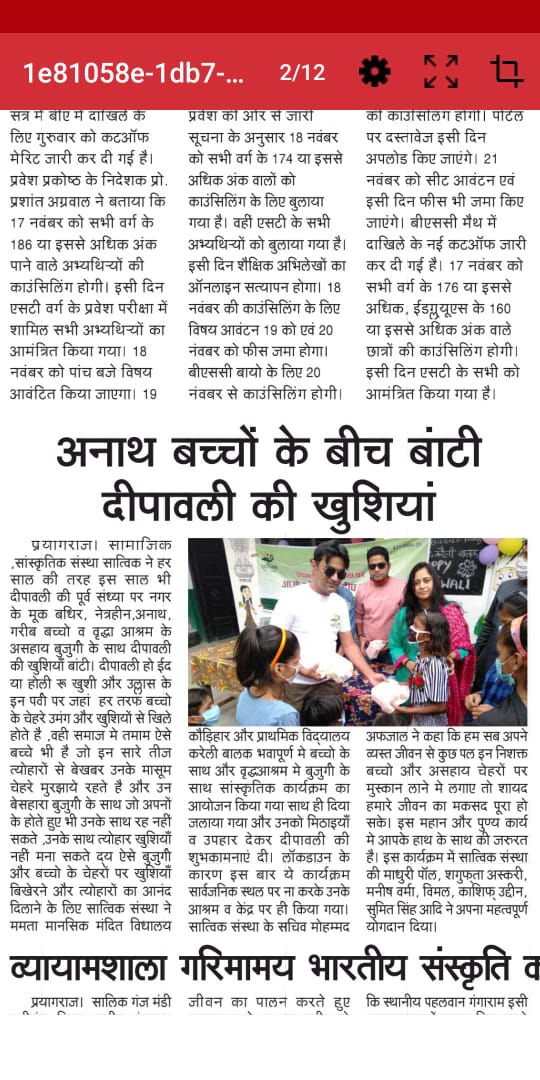 1e81058e-1db7-...
2/12
सत्र में बीए में दाखिले के
लिए गुरुवार को कटऑफ
मेरिट जारी कर दी गई है।
प्रवेश प्रकोष्ठ के निदेशक प्रो.
प्रशांत अग्रवाल ने बताया कि
17 नवंबर को सभी वर्ग के
186 या इससे अधिक अंक
पाने वाले अभ्यथिर्यों की
काउंसिलिंग होगी। इसी दिन
एसटी वर्ग के प्रवेश परीक्षा में
शामिल सभी अभ्यथिर्यों का
आमंत्रित किया गया। 18
नवंबर को पांच बजे विषय
आवंटित किया जाएगा। 19
प्रवेश की ओर से जारी
सूचना के अनुसार 18 नवंबर
को सभी वर्ग के 174 या इससे
अधिक अंक वालों को
काउंसिलिंग के लिए बुलाया
गया है। वहीं एसटी के सभी
अभ्यथिर्यों को बुलाया गया है।
इसी दिन शैक्षिक अभिलेखों का
ऑनलाइन सत्यापन होगा। 18
नवंबर की काउंसिलिंग के लिए
विषय आवंटन 19 को एवं 20
नंवबर को फीस जमा होगा।
बीएससी बायो के लिए 20
नंवबर से काउंसिलिंग होगी।
की काउंसिलिंग होगी। पोर्टल
पर दस्तावेज इसी दिन
अपलोड किए जाएंगे। 21
नवंबर को सीट आवंटन एवं
इसी दिन फीस भी जमा किए
जाएंगे। बीएससी मैथ में
दाखिले के नई कटऑफ जारी
कर दी गई है। 17 नवंबर को
सभी वर्ग के 176 या इससे
अधिक, ईडब्लूयूएस के 160
या इससे अधिक अंक वाले
छात्रों की काउंसिलिंग होगी।
इसी दिन एसटी के सभी को
आमंत्रित किया गया है।
अनाथ बच्चों के बीच बांटी
दीपावली की खुशियां
प्रयागराज। सामाजिक
,सांस्कृतिक संस्था सात्विक ने हर
साल की तरह इस साल भी
दीपावली की पूर्व संध्या पर नगर
के मूक बधिर, नेत्रहीन,अनाथ,
गरीब बच्चो व वृद्धा आश्रम के
असहाय बुजुगी के साथ दीपावली
की खुशियाँ बांटी। दीपावली हो ईद
या होली रू खुशी और उल्लास के
इन पर्वो पर जहां हर तरफ बच्चो
के चेहरे उमंग और खुशियों से खिले
होते है ,वही समाज मे तमाम ऐसे
बच्चे भी है जो इन सारे तीज
त्योहारों से बेखबर उनके मासूम
चेहरे मुरझाये रहते है और उन
बेसहारा बुजुगी के साथ जो अपनों
के होते हुए भी उनके साथ रह नहीं
सकते ,उनके साथ त्योहार खुशियाँ
नहीं मना सकते दय ऐसे बुजुगी
और बच्चो के चेहरों पर खुशियाँ
बिखेरने और त्योहारों का आनंद
दिलाने के लिए सात्विक संस्था ने
ममता मानसिक मंदित विधालय
कौड़िहार और प्राथमिक विद्यालय
करेली बालक भवापूर्ण मे बच्चो के
साथ और वृद्धआश्रम मे बुजुगी के
साथ सांस्कृतिक कार्यक्रम का
आयोजन किया गया साथ ही दिया
जलाया गया और उनको मिठाइयाँ
व उपहार देकर दीपावली की
शुभकामनाएं दी। लॉकडाउन के
कारण इस बार ये कार्यक्रम
सार्वजनिक स्थल पर ना करके उनके
आश्रम व केंद्र पर ही किया गया।
सात्विक संस्था के सचिव मोहम्मद
अफजाल ने कहा कि हम सब अपने
व्यस्त जीवन से कुछ पल इन निशक्त
बच्चो और असहाय चेहरों पर
मुस्कान लाने मे लगाए तो शायद
हमारे जीवन का मकसद पूरा हो
सके। इस महान और पुण्य कार्य
मे आपके हाथ के साथ की जरुरत
है। इस कार्यक्रम में सात्विक संस्था
की माधुरी पॉल, शगुफ्ता अस्करी,
मनीष वर्मा, विमल, काशिफ उद्दीन,
सुमित सिंह आदि ने अपना महत्वपूर्ण
योगदान दिया।
व्यायामशाला गरिमामय भारतीय संस्कृति
प्रयागराज। सालिक गंज मंडी
जीवन का पालन करते हुए
कि स्थानीय पहलवान गंगाराम इसी